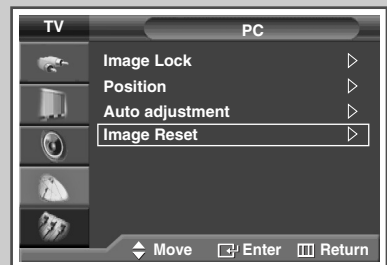 TV PC
Image Lock
Position
Auto adjustment
Image Reset
Move Enter Return